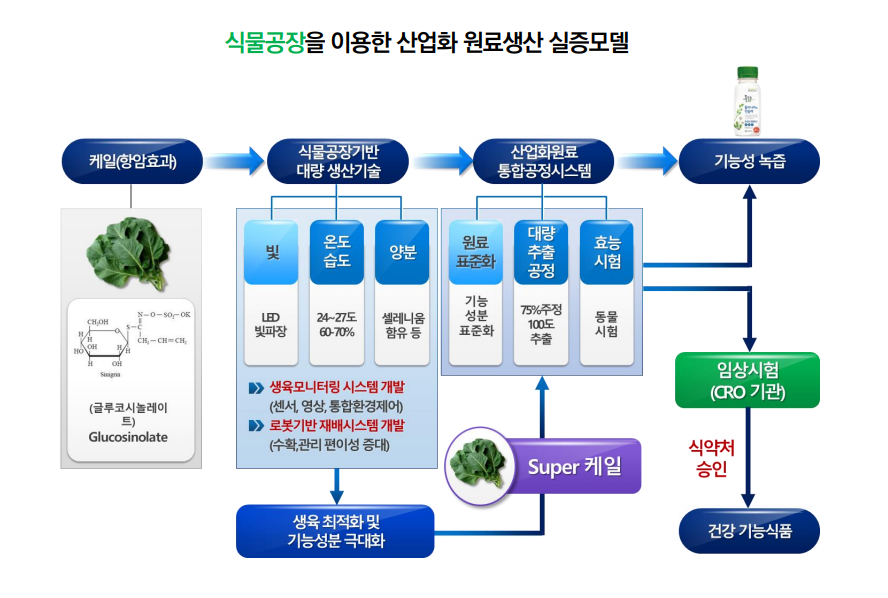 식물공장을 이용한 산업화 원료생산 실증모델
케일(항암효과)
식물공장기반
대량 생산기술
산업화원료
통합공정시스템
기능성 녹즙
빛
온도
습도
양분
LED
빛파장
24~27도
60-70%
셀레니움
함유 등
원료
표준화
대량
추출
공정
효능
시험
기능
성분
표준화
75%주정
100도
추출
동물
시험
N—O—SO₂—OK
CH₂OH
O
S—C
CH₂—CH=CH₂
H
H
OH
H
HO
H
H
OH
Sinigrin
(글루코시놀레이
트)
Glucosinolate
생육모니터링 시스템 개발
(센서, 영상, 통합환경제어)
로봇기반 재배시스템 개발
(수확,관리 편이성 증대)
생육 최적화 및
기능성분 극대화
Super 케일
임상시험
(CRO 기관)
식약처
승인
건강 기능식품